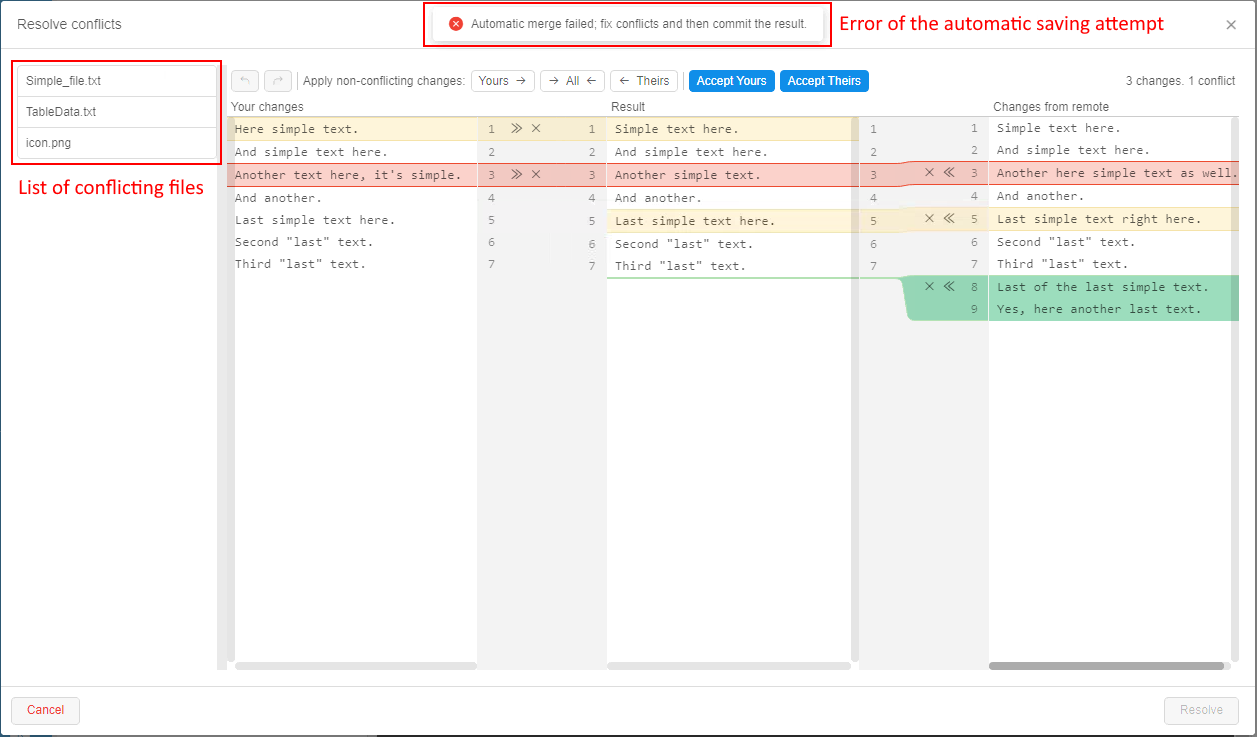 Resolve conflicts
Automatic merge failed; fix conflicts and then commit the result.
Error of the automatic saving attempt
Simple_file.txt
TableData.txt
icon.png
List of conflicting files
Apply non-conflicting changes: Yours → → All ← ← Theirs Accept Yours Accept Theirs 3 changes. 1 conflict
Your changes Result Changes from remote
Here simple text. 1 1 Simple text here. 1 1 Simple text here.
And simple text here. 2 2 And simple text here. 2 2 And simple text here.
Another text here, it's simple. 3 3 Another simple text. 3 3 Another here simple text as well.
And another. 4 4 And another. 4 4 And another.
Last simple text here. 5 5 Last simple text here. 5 5 Last simple text right here.
Second "last" text. 6 6 Second "last" text. 6 6 Second "last" text.
Third "last" text. 7 7 Third "last" text. 7 7 Third "last" text.
8 Last of the last simple text.
9 Yes, here another last text.
Cancel Resolve